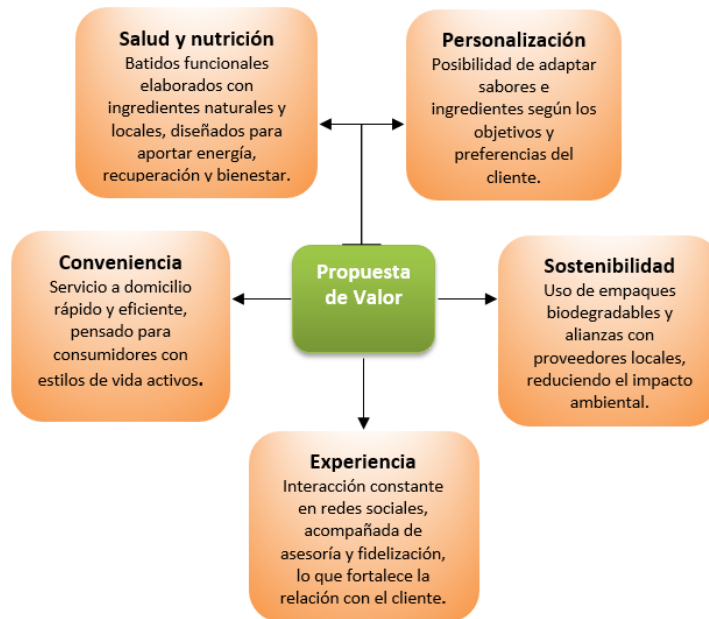 Salud y nutrición
Batidos funcionales
elaborados con
ingredientes naturales y
locales, diseñados para
aportar energía,
recuperación y bienestar.
Personalización
Posibilidad de adaptar
sabores e
ingredientes según los
objetivos y
preferencias del
cliente.
Conveniencia
Servicio a domicilio
rápido y eficiente,
pensado para
consumidores con
estilos de vida activos.
Propuesta
de Valor
Sostenibilidad
Uso de empaques
biodegradables y
alianzas con
proveedores locales,
reduciendo el impacto
ambiental.
Experiencia
Interacción constante
en redes sociales,
acompañada de
asesoría y fidelización,
lo que fortalece la
relación con el cliente.